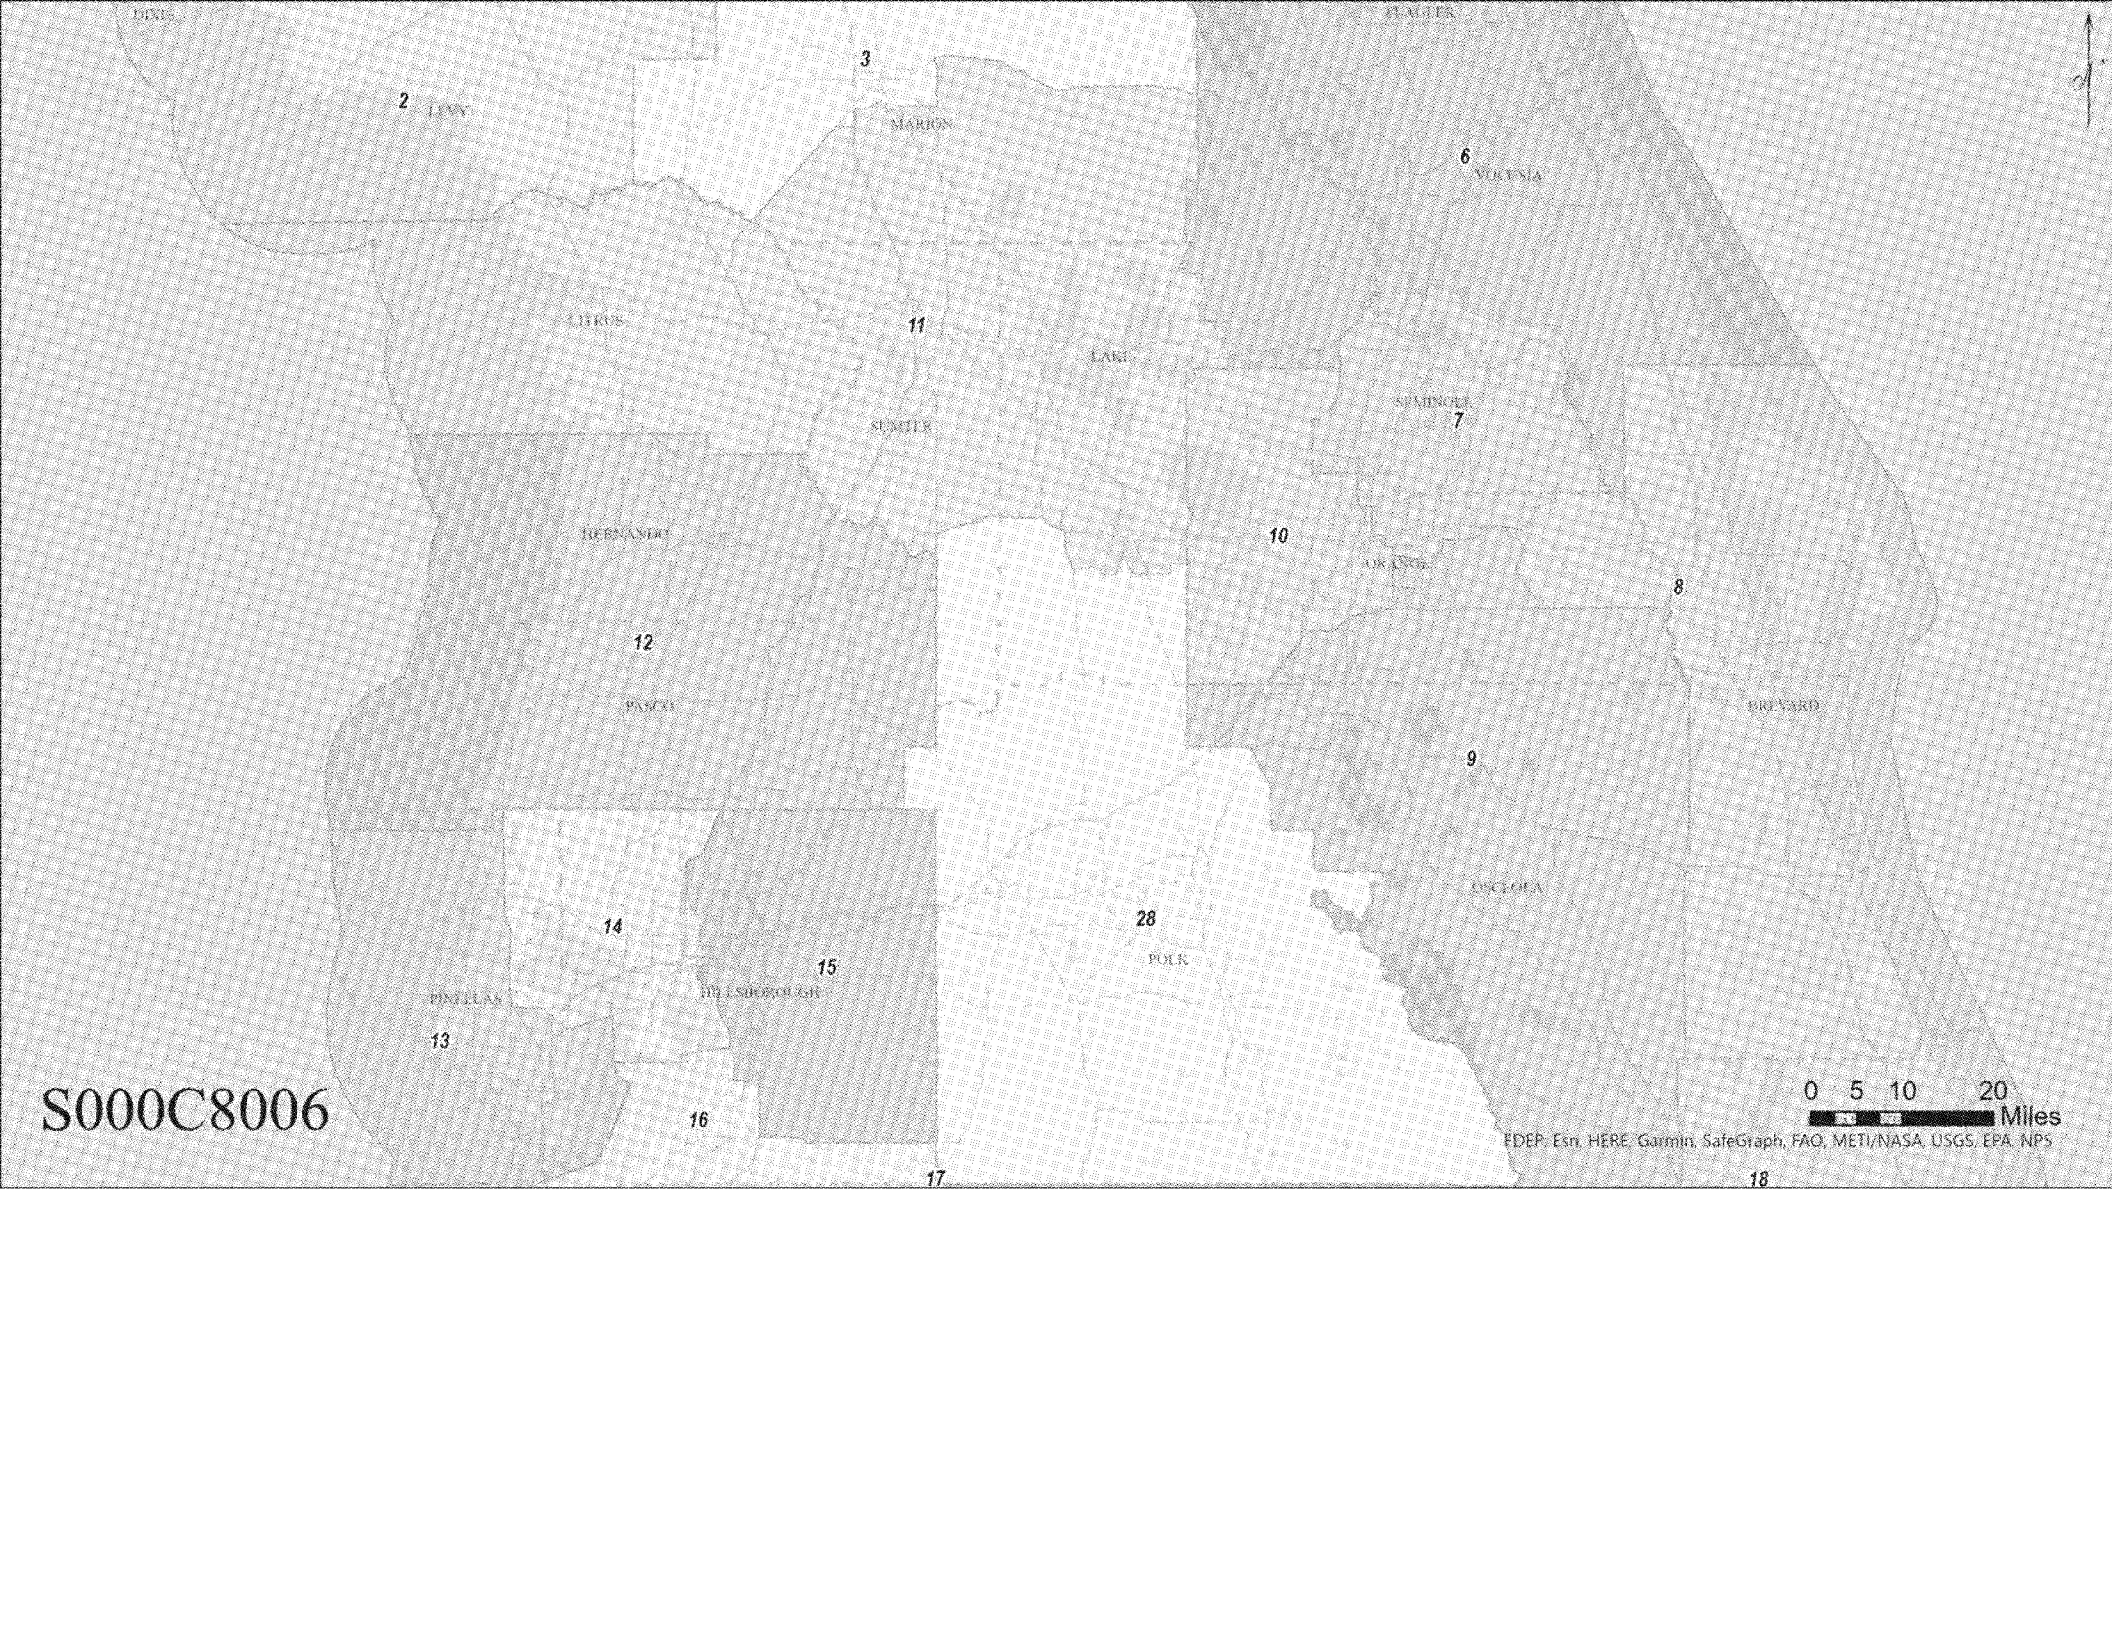 DIXIE
FLAGLER
3
2
LEVY
MARION
6
VOLUSIA
CITRUS
11
LAKE
SEMINOLE
7
SUMTER
HERNANDO
10
ORANGE
8
12
PASCO
BREVARD
9
OSCEOLA
28
14
POLK
15
HILLSBOROUGH
PINELLAS
13
S000C8006
0 5 10 20
Miles
16
FDEP, Esri, HERE, Garmin, SafeGraph, FAO, METI/NASA, USGS, EPA, NPS
17
18